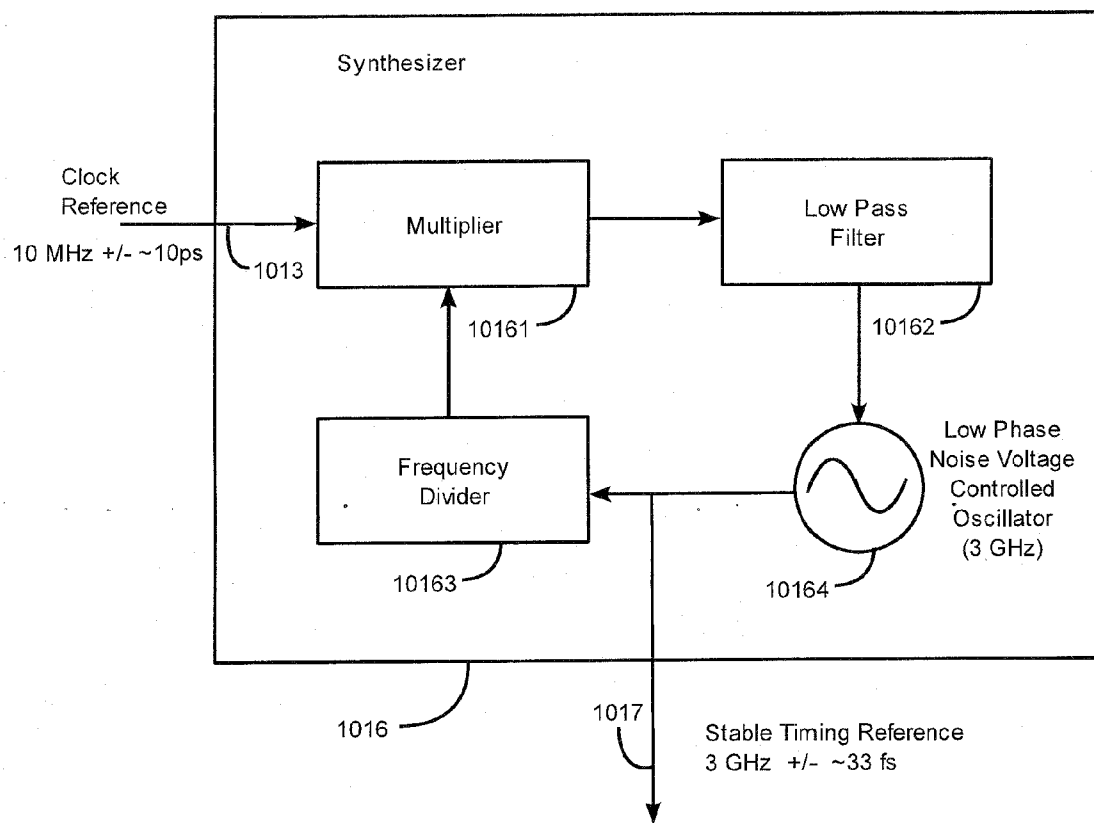 Synthesizer
Clock
Reference
10 MHz +/- ~10ps
1013
Multiplier
10161
Low Pass
Filter
10162
Frequency
Divider
10163
Low Phase
Noise Voltage
Controlled
Oscillator
(3 GHz)
10164
1016
1017
Stable Timing Reference
3 GHz +/- ~33 fs